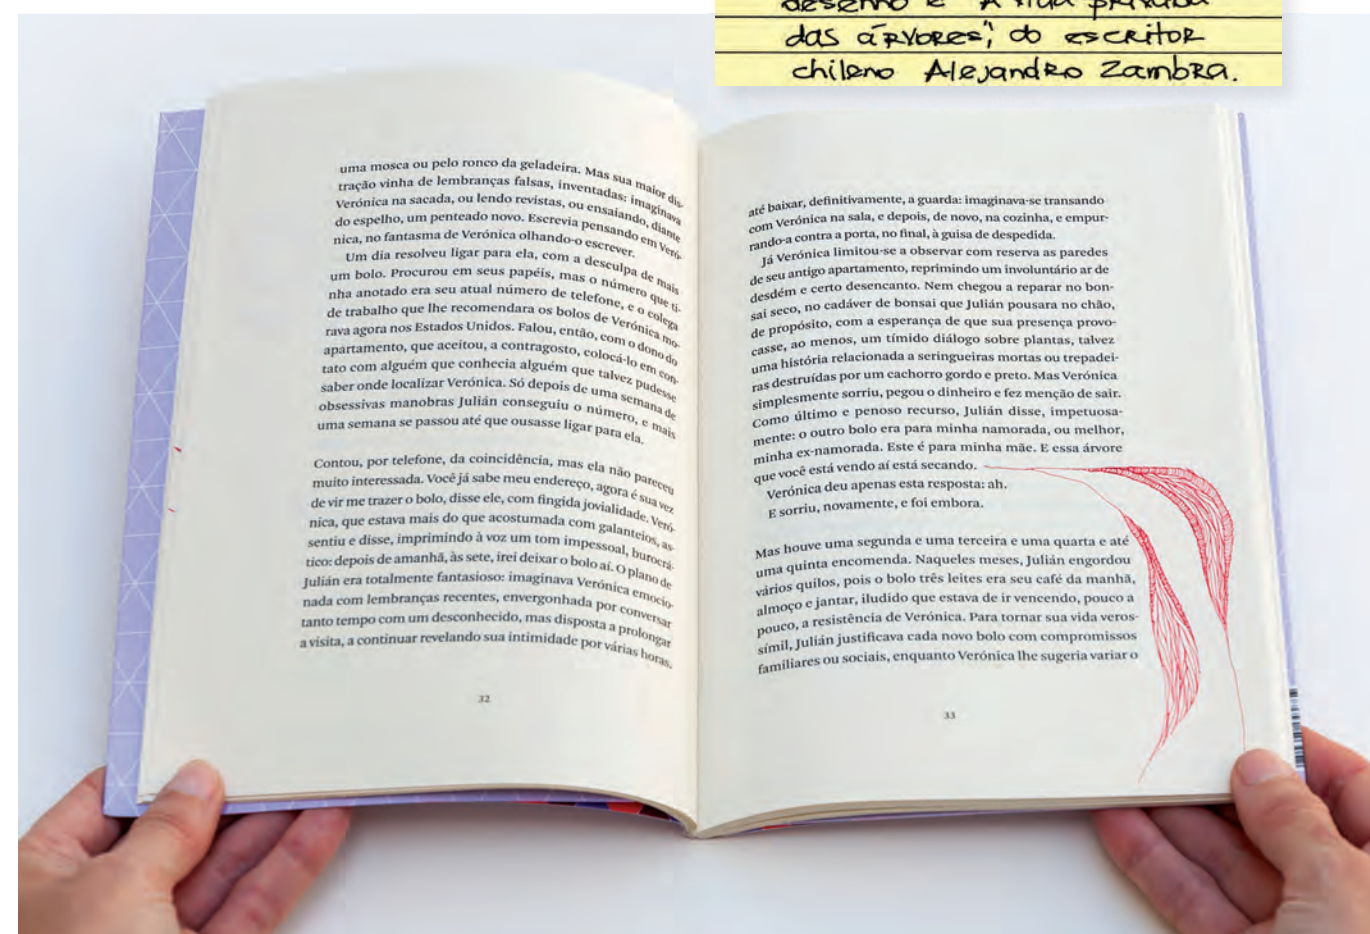 desenho é "A vida privada
das árvores", do escritor
chileno Alejandro Zambra.
uma mosca ou pelo ronco da geladeira. Mas sua maior dis-
tração vinha de lembranças falsas, inventadas: imaginava
Verónica na sacada, ou lendo revistas, ou ensaiando, diante
do espelho, um penteado novo. Escrevia pensando em Veró-
nica, no fantasma de Verónica olhando-o escrever.
Um dia resolveu ligar para ela, com a desculpa de mais
um bolo. Procurou em seus papéis, mas o número que ti-
nha anotado era seu atual número de telefone, e o colega
de trabalho que lhe recomendara os bolos de Verónica mo-
rava agora nos Estados Unidos. Falou, então, com o dono do
apartamento, que aceitou, a contragosto, colocá-lo em con-
tato com alguém que conhecia alguém que talvez pudesse
saber onde localizar Verónica. Só depois de uma semana de
obsessivas manobras Julián conseguiu o número, e mais
uma semana se passou até que ousasse ligar para ela.
Contou, por telefone, da coincidência, mas ela não pareceu
muito interessada. Você já sabe meu endereço, agora é sua vez
de vir me trazer o bolo, disse ele, com fingida jovialidade. Veró-
nica, que estava mais do que acostumada com galanteios, as-
sentiu e disse, imprimindo à voz um tom impessoal, burocrá-
tico: depois de amanhã, às sete, irei deixar o bolo aí. O plano de
Julián era totalmente fantasioso: imaginava Verónica emocio-
nada com lembranças recentes, envergonhada por conversar
tanto tempo com um desconhecido, mas disposta a prolongar
a visita, a continuar revelando sua intimidade por várias horas,
32
até baixar, definitivamente, a guarda: imaginava-se transando
com Verónica na sala, e depois, de novo, na cozinha, e empur-
rando-a contra a porta, no final, à guisa de despedida.
Já Verónica limitou-se a observar com reserva as paredes
de seu antigo apartamento, reprimindo um involuntário ar de
desdém e certo desencanto. Nem chegou a reparar no bon-
sai seco, no cadáver de bonsai que Julián pousara no chão,
de propósito, com a esperança de que sua presença provo-
casse, ao menos, um tímido diálogo sobre plantas, talvez
uma história relacionada a seringueiras mortas ou trepadei-
ras destruídas por um cachorro gordo e preto. Mas Verónica
simplesmente sorriu, pegou o dinheiro e fez menção de sair.
Como último e penoso recurso, Julián disse, impetuosa-
mente: o outro bolo era para minha namorada, ou melhor,
minha ex-namorada. Este é para minha mãe. E essa árvore
que você está vendo aí está secando.
Verónica deu apenas esta resposta: ah.
E sorriu, novamente, e foi embora.
Mas houve uma segunda e uma terceira e uma quarta e até
uma quinta encomenda. Naqueles meses, Julián engordou
vários quilos, pois o bolo três leites era seu café da manhã,
almoço e jantar, iludido que estava de ir vencendo, pouco a
pouco, a resistência de Verónica. Para tornar sua vida veros-
símil, Julián justificava cada novo bolo com compromissos
familiares ou sociais, enquanto Verónica lhe sugeria variar o
33